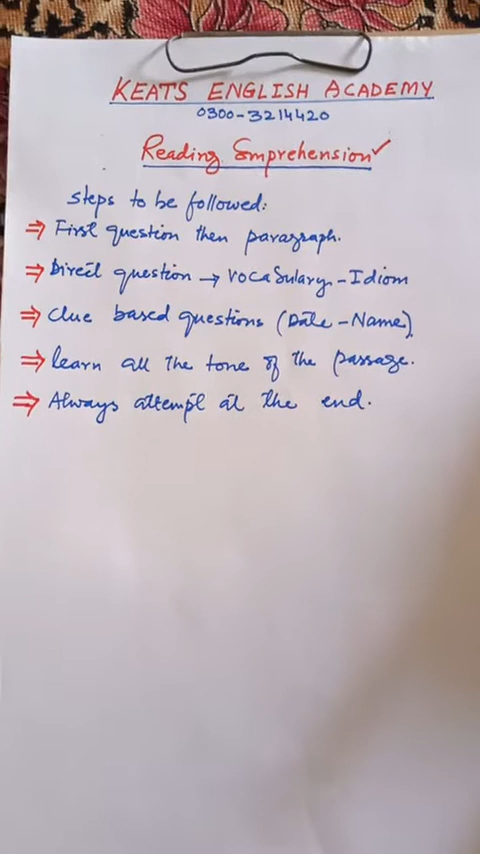 KEATS ENGLISH ACADEMY
0300-3214420
Reading Comprehension ✓
steps to be followed:
⇒ First question then paragraph.
⇒ Direct question → vocabulary - Idiom
⇒ Clue based questions (Date - Name)
⇒ learn all the tone of the passage.
⇒ Always attempt at the end.